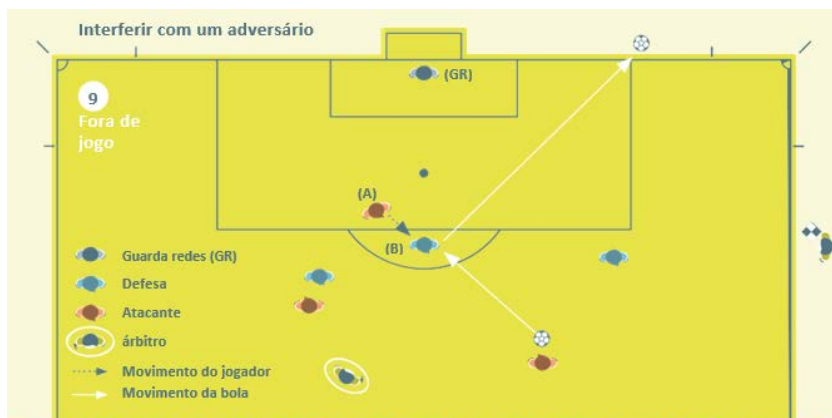 Interferir com um adversário
(GR)
9
Fora de
jogo
(A)
(B)
Guarda redes (GR)
Defesa
Atacante
árbitro
Movimento do jogador
Movimento da bola